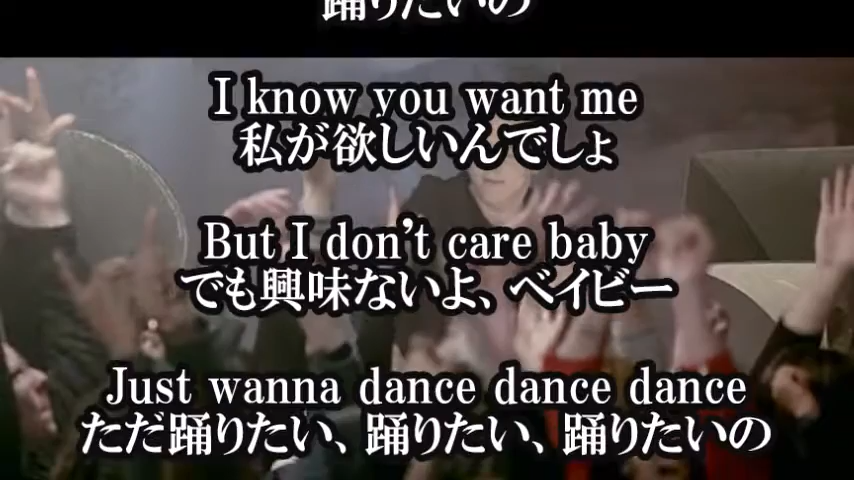 踊りたいの
I know you want me
私が欲しいんでしょ
But I don't care baby
でも興味ないよ、ベイビー
Just wanna dance dance dance
ただ踊りたい、踊りたい、踊りたいの